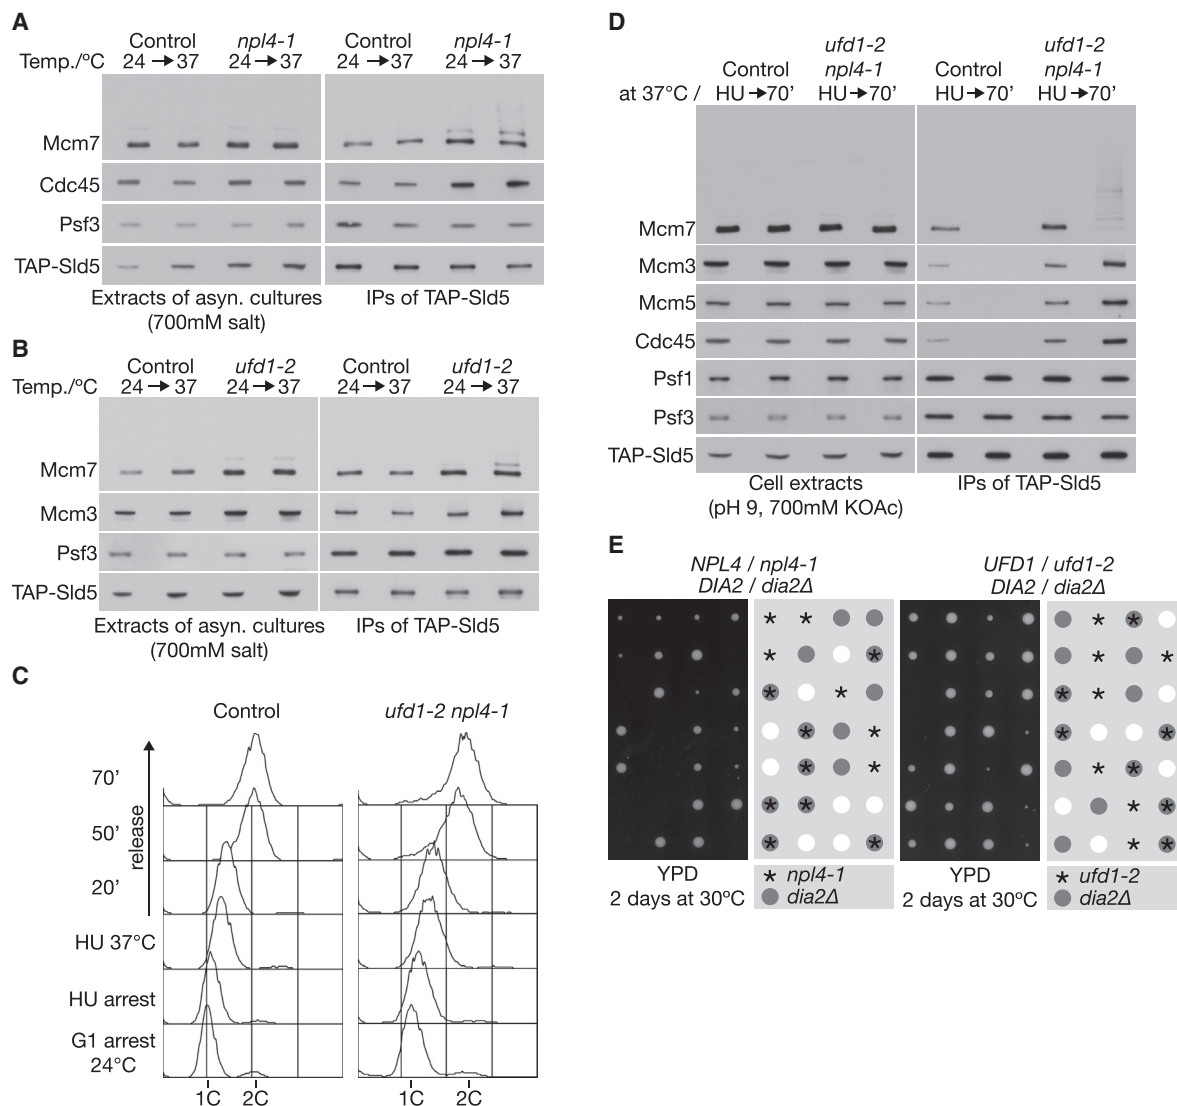 A
Control npl4-1 Control npl4-1
Temp./ºC 24 → 37 24 → 37 24 → 37 24 → 37
Mcm7
Cdc45
Psf3
TAP-Sld5
Extracts of asyn. cultures IPs of TAP-Sld5
(700mM salt)
B
Control ufd1-2 Control ufd1-2
Temp./ºC 24 → 37 24 → 37 24 → 37 24 → 37
Mcm7
Mcm3
Psf3
TAP-Sld5
Extracts of asyn. cultures IPs of TAP-Sld5
(700mM salt)
C
Control ufd1-2 npl4-1
70’
50’
20’
release
HU 37°C
HU arrest
G1 arrest
24°C
1C 2C 1C 2C
D
ufd1-2 ufd1-2
Control npl4-1 Control npl4-1
at 37°C / HU→70’ HU→70’ HU→70’ HU→70’
Mcm7
Mcm3
Mcm5
Cdc45
Psf1
Psf3
TAP-Sld5
Cell extracts IPs of TAP-Sld5
(pH 9, 700mM KOAc)
E
NPL4 / npl4-1 UFD1 / ufd1-2
DIA2 / dia2Δ DIA2 / dia2Δ
YPD * npl4-1 YPD * ufd1-2
2 days at 30ºC dia2Δ 2 days at 30ºC dia2Δ